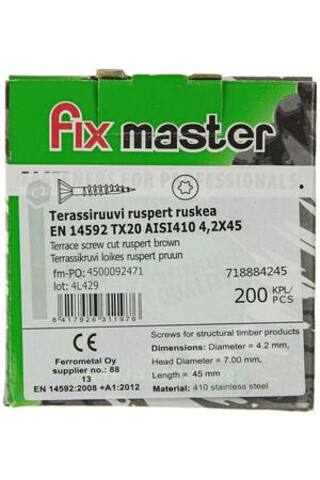 fix master
FASTENERS FOR PROFESSIONALS
Terassiruuvi ruspert ruskea
EN 14592 TX20 AISI410 4,2X45
Terrace screw cut ruspert brown
Terrassikruvi loikes ruspert pruun
fm-PO: 4500092471
718884245
lot: 4L429
200 KPL/PCS
6417926311976
CE
Ferrometal Oy
supplier no.: 88
13
EN 14592:2008 +A1:2012
Screws for structural timber products
Dimensions: Diameter = 4.2 mm,
Head Diameter = 7.00 mm,
Length = 45 mm
Material: 410 stainless steel